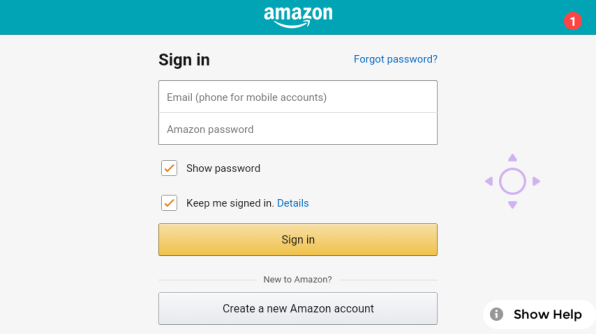 amazon
1
Sign in
Forgot password?
Email (phone for mobile accounts)
Amazon password
Show password
Keep me signed in. Details
Sign in
New to Amazon?
Create a new Amazon account
Show Help